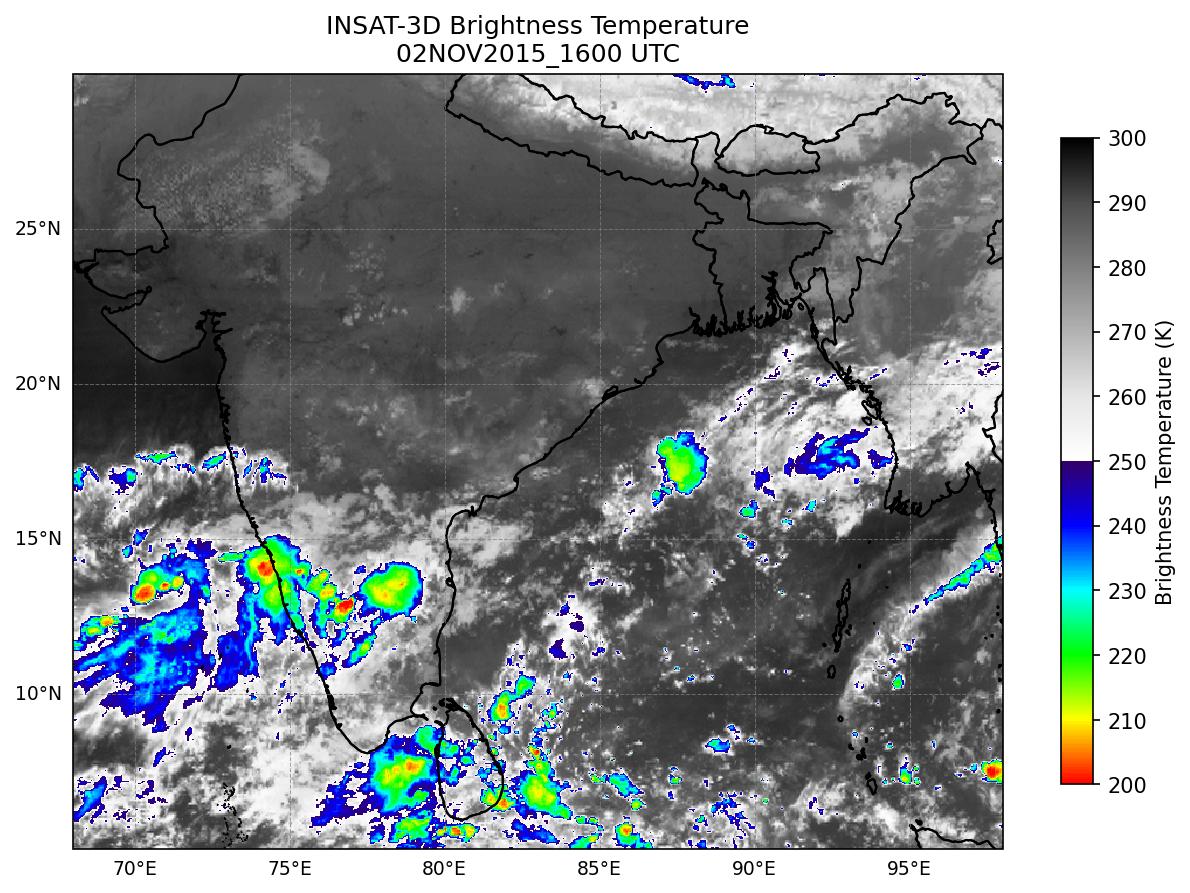 INSAT-3D Brightness Temperature
02NOV2015_1600 UTC
25°N
20°N
15°N
10°N
70°E
75°E
80°E
85°E
90°E
95°E
300
290
280
270
260
250
240
230
220
210
200
Brightness Temperature (K)